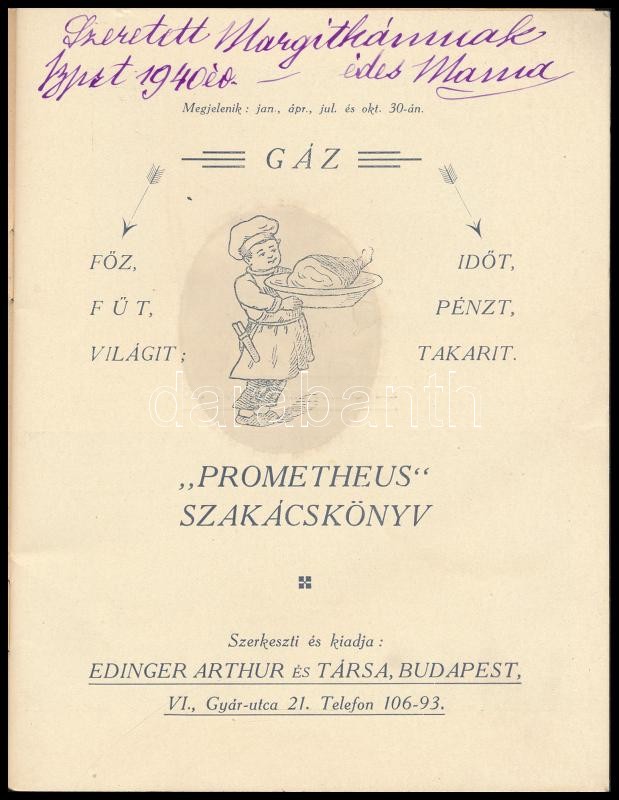 Szeretett Margitkámnak
Bpest 1940 év. — édes Mama
Megjelenik: jan., ápr., jul. és okt. 30-án.
GÁZ
FŐZ,
FŰT,
VILÁGIT;
IDŐT,
PÉNZT,
TAKARIT.
darabanth
„PROMETHEUS“
SZAKÁCSKÖNYV
Szerkeszti és kiadja:
EDINGER ARTHUR ÉS TÁRSA, BUDAPEST,
VI., Gyár-utca 21. Telefon 106-93.